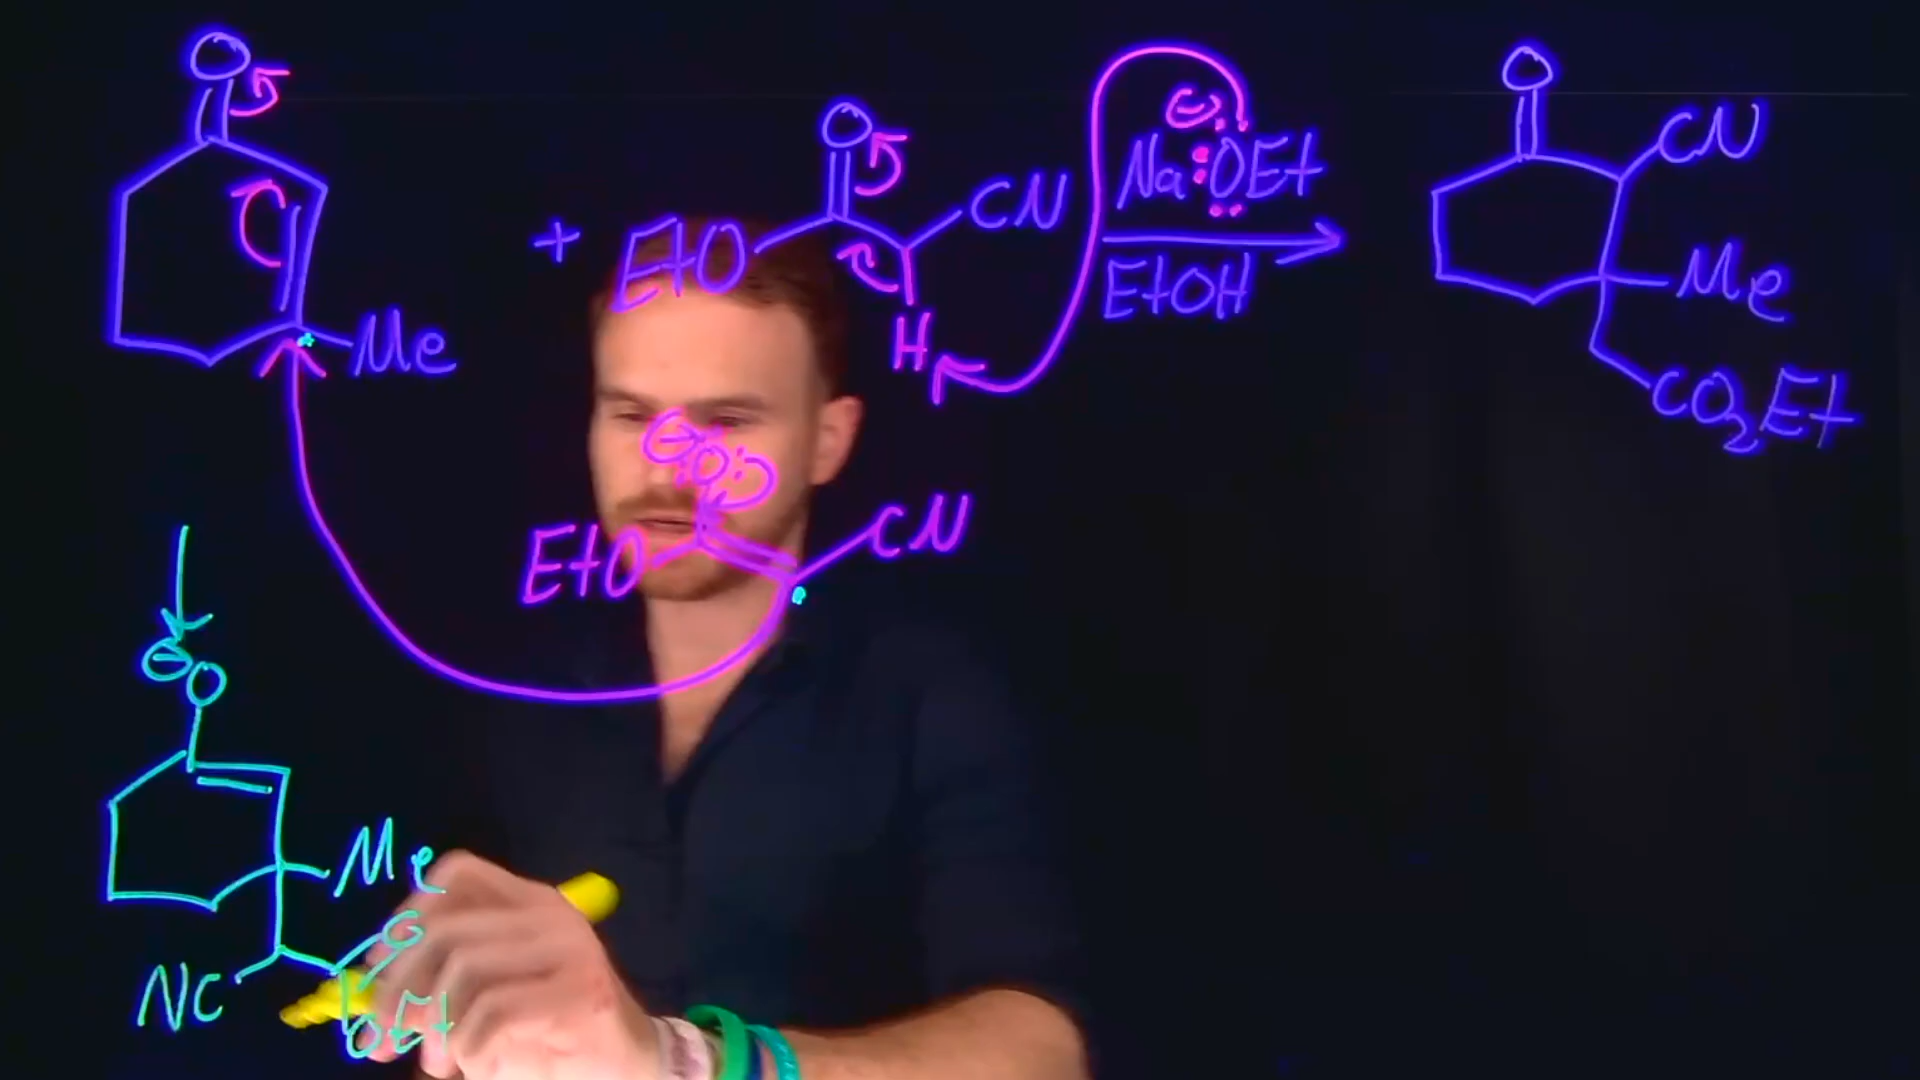 O
Me
+
O
EtO
CN
H
⊖
Na :OEt
EtOH
O
CN
Me
CO2Et
⊖
O
EtO
CN
⊖
O
Me
NC
O
OEt